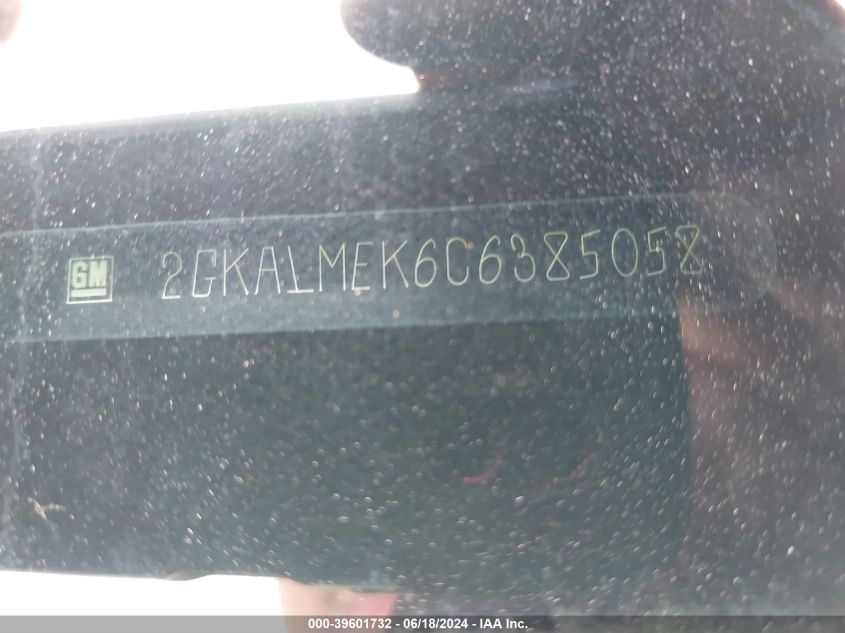 GM 2GKALMEK6C6385058
000-39601732 - 06/18/2024 - IAA Inc.